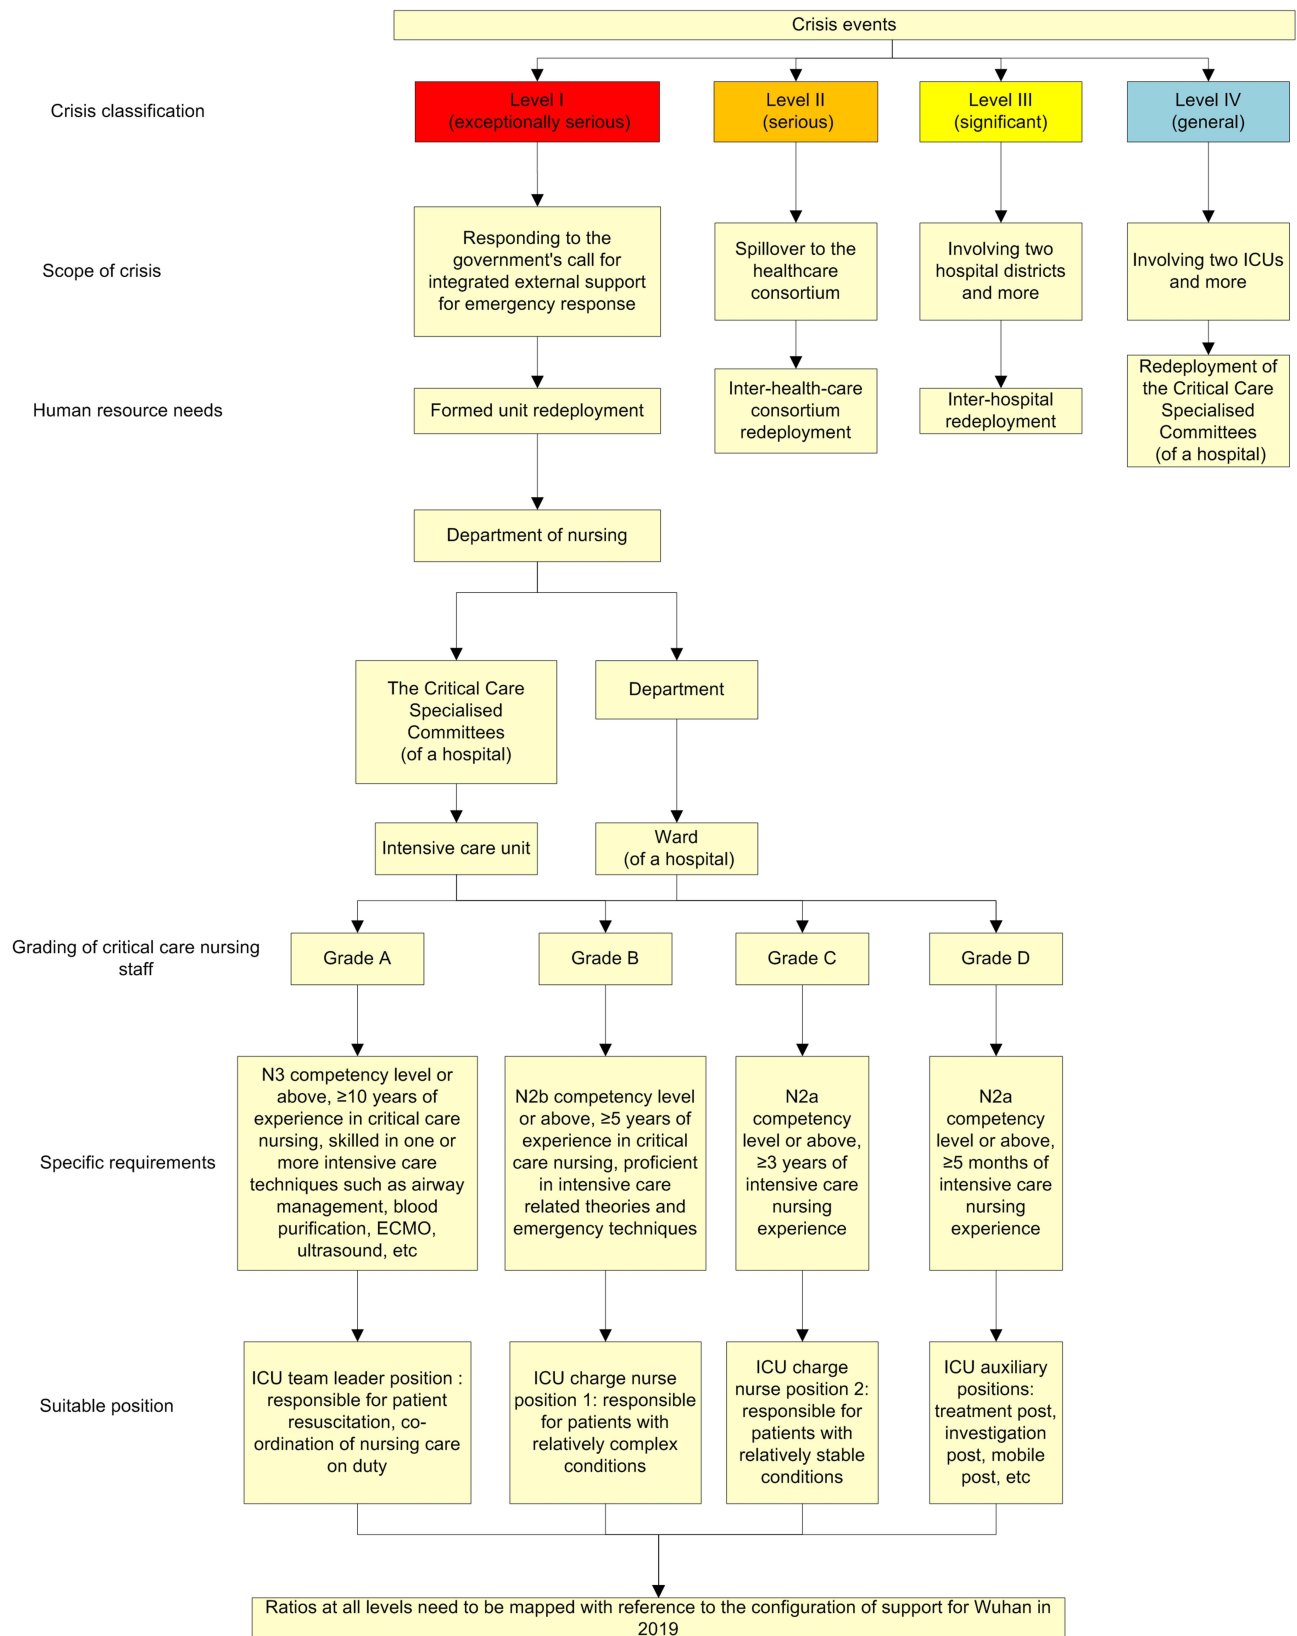 Crisis events
Crisis classification
Level I
(exceptionally serious)
Level II
(serious)
Level III
(significant)
Level IV
(general)
Scope of crisis
Responding to the
government's call for
integrated external support
for emergency response
Spillover to the
healthcare
consortium
Involving two
hospital districts
and more
Involving two ICUs
and more
Human resource needs
Formed unit redeployment
Inter-health-care
consortium
redeployment
Inter-hospital
redeployment
Redeployment of
the Critical Care
Specialised
Committees
(of a hospital)
Department of nursing
The Critical Care
Specialised
Committees
(of a hospital)
Department
Intensive care unit
Ward
(of a hospital)
Grading of critical care nursing
staff
Grade A
Grade B
Grade C
Grade D
Specific requirements
N3 competency level or
above, ≥10 years of
experience in critical care
nursing, skilled in one or
more intensive care
techniques such as airway
management, blood
purification, ECMO,
ultrasound, etc
N2b competency level
or above, ≥5 years of
experience in critical
care nursing, proficient
in intensive care
related theories and
emergency techniques
N2a
competency
level or above,
≥3 years of
intensive care
nursing
experience
N2a
competency
level or above,
≥5 months of
intensive care
nursing
experience
Suitable position
ICU team leader position :
responsible for patient
resuscitation, co-
ordination of nursing care
on duty
ICU charge nurse
position 1: responsible
for patients with
relatively complex
conditions
ICU charge
nurse position 2:
responsible for
patients with
relatively stable
conditions
ICU auxiliary
positions:
treatment post,
investigation
post, mobile
post, etc
Ratios at all levels need to be mapped with reference to the configuration of support for Wuhan in
2019